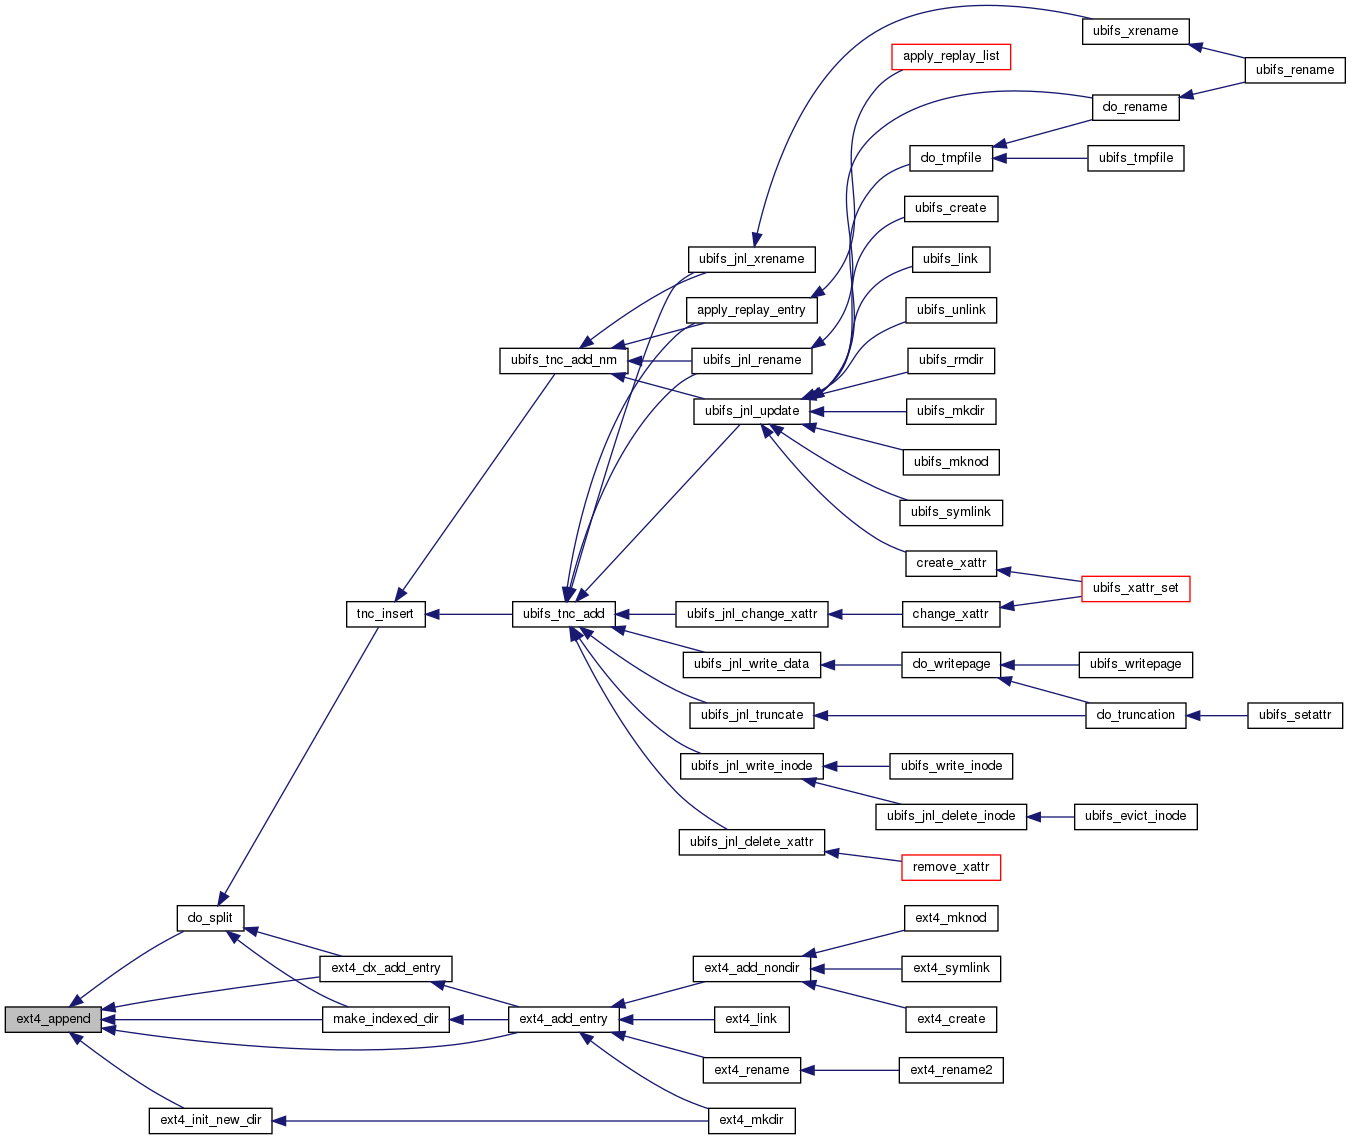 ubifs_xrename
apply_replay_list
ubifs_rename
do_rename
do_tmpfile
ubifs_tmpfile
ubifs_create
ubifs_jnl_xrename
ubifs_link
apply_replay_entry
ubifs_unlink
ubifs_tnc_add_nm
ubifs_jnl_rename
ubifs_rmdir
ubifs_jnl_update
ubifs_mkdir
ubifs_mknod
ubifs_symlink
create_xattr
ubifs_xattr_set
tnc_insert
ubifs_tnc_add
ubifs_jnl_change_xattr
change_xattr
ubifs_jnl_write_data
do_writepage
ubifs_writepage
ubifs_jnl_truncate
do_truncation
ubifs_setattr
ubifs_jnl_write_inode
ubifs_write_inode
ubifs_jnl_delete_inode
ubifs_evict_inode
ubifs_jnl_delete_xattr
remove_xattr
do_split
ext4_mknod
ext4_dx_add_entry
ext4_add_nondir
ext4_symlink
ext4_append
make_indexed_dir
ext4_add_entry
ext4_link
ext4_create
ext4_rename
ext4_rename2
ext4_init_new_dir
ext4_mkdir